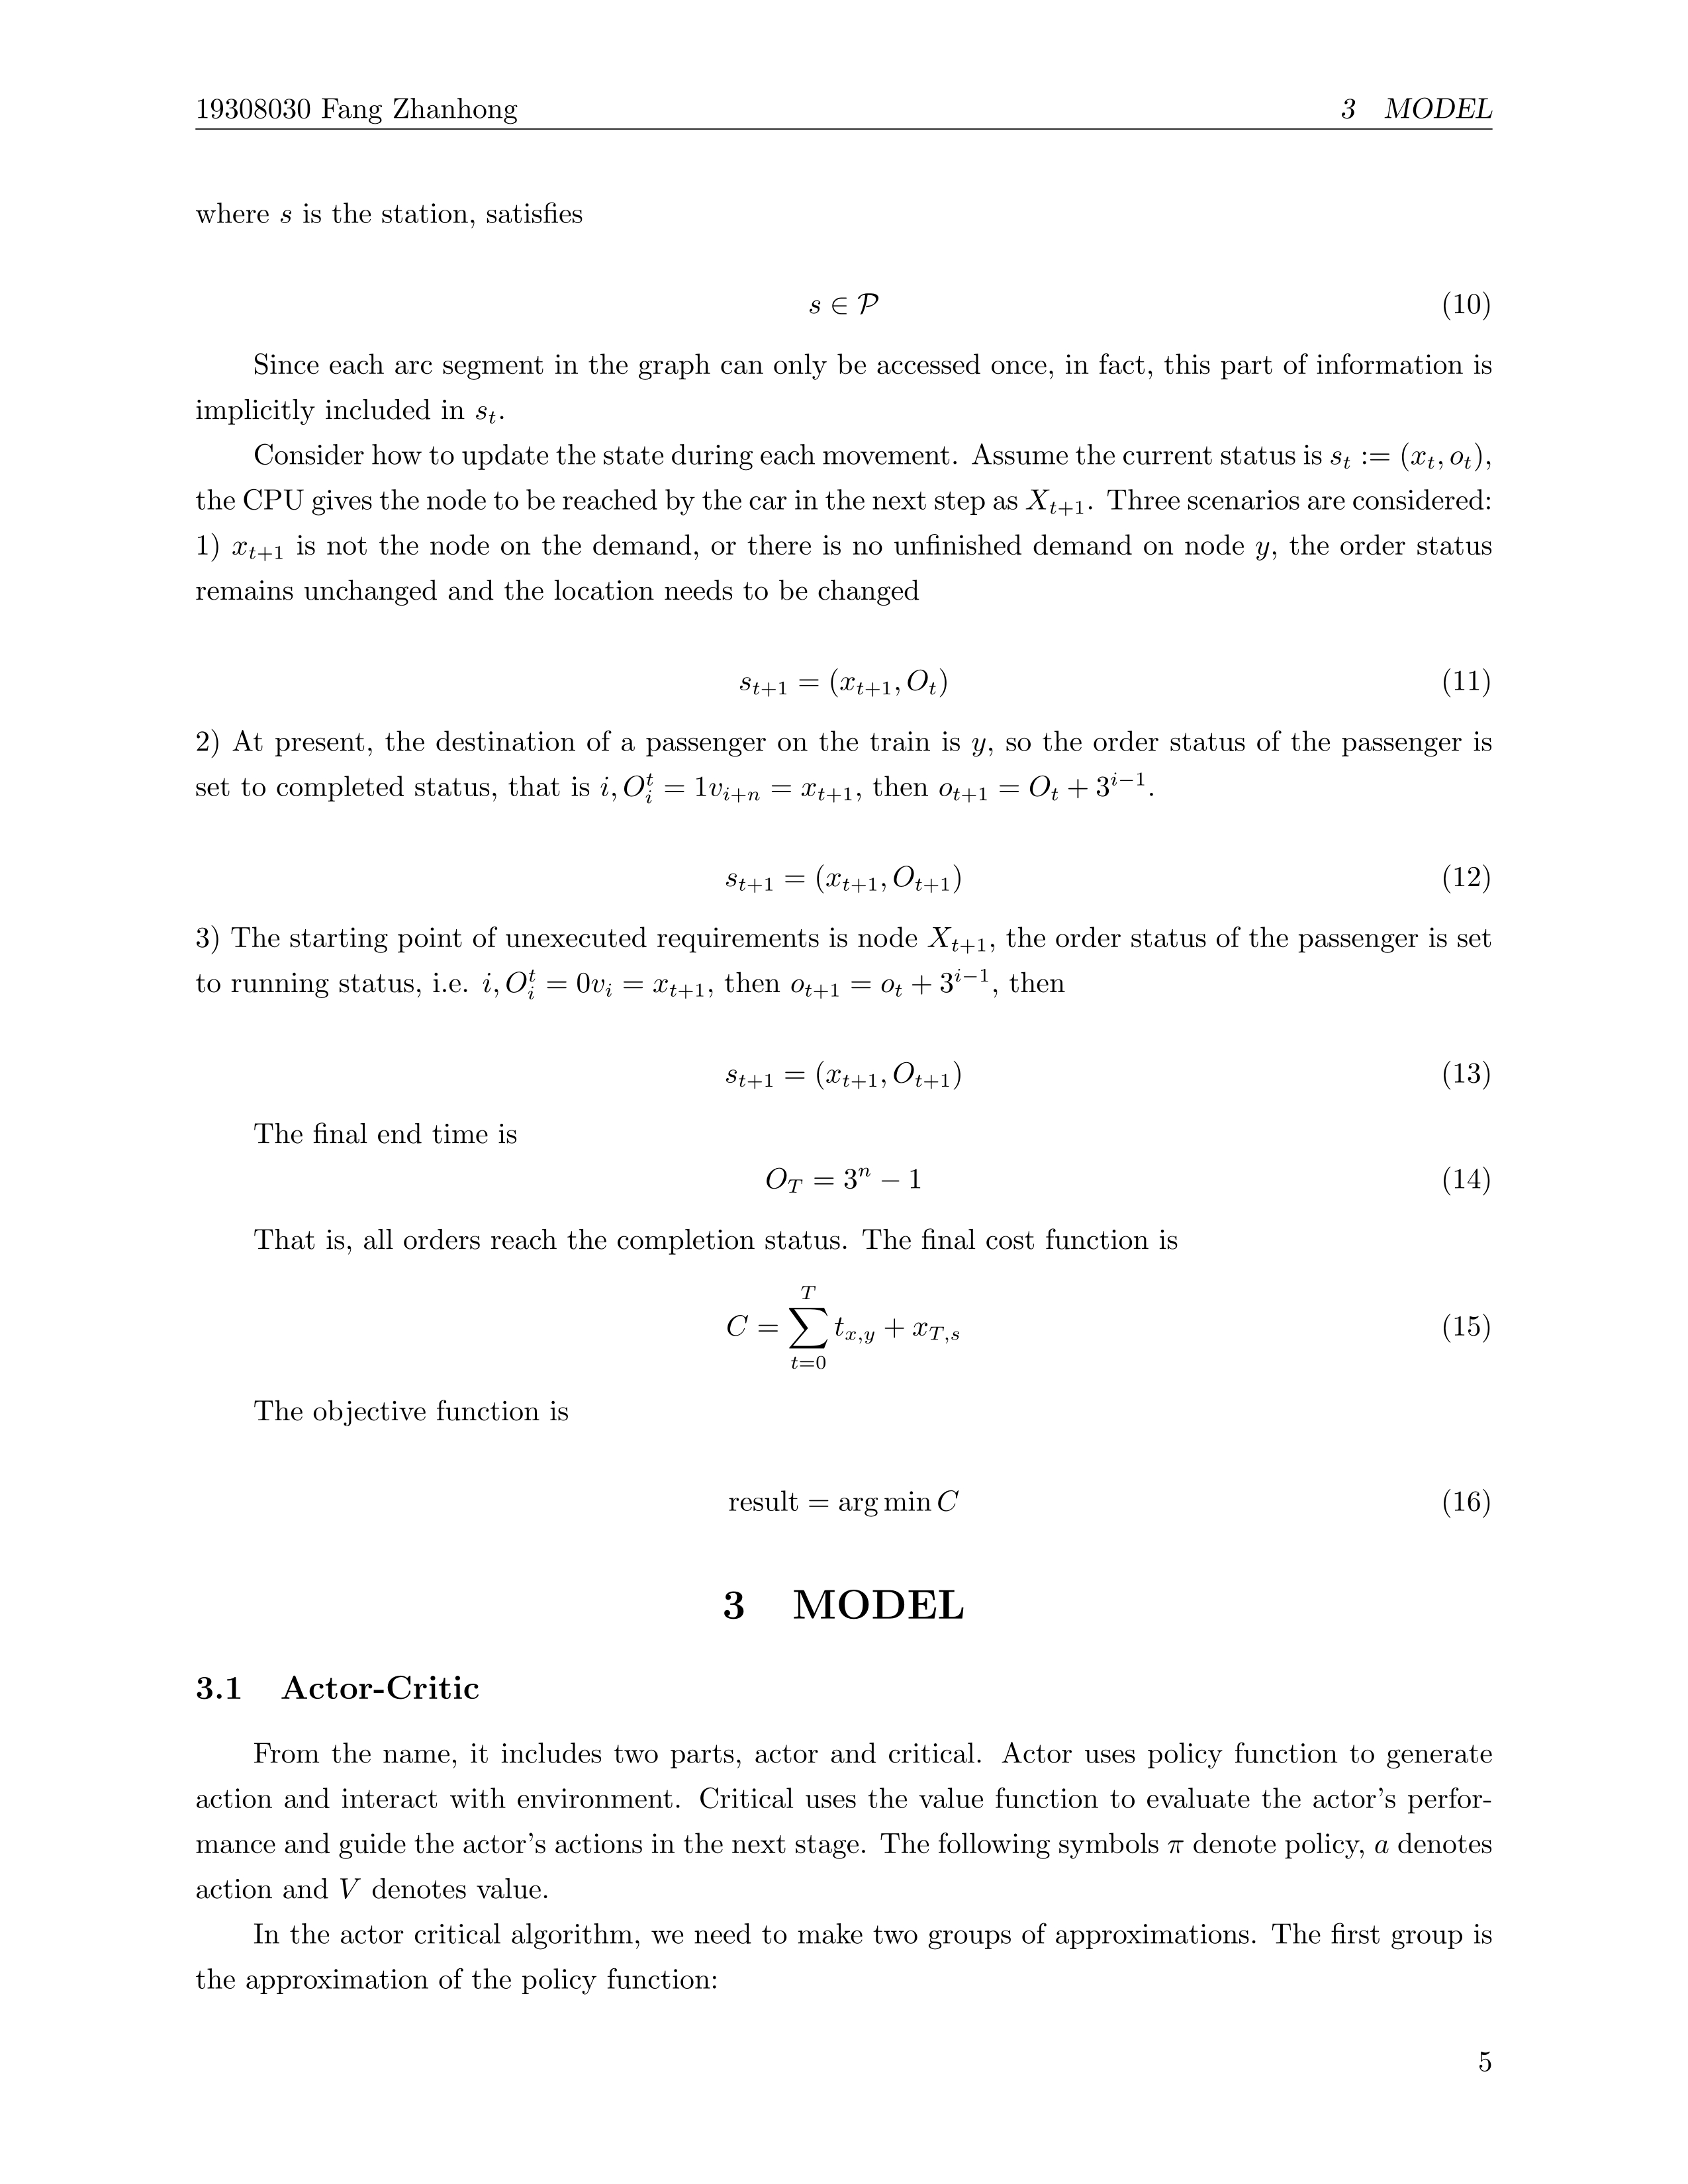 19308030 Fang Zhanhong 3 MODEL
where s is the station, satisfies
s ∈ 𝒫 (10)
Since each arc segment in the graph can only be accessed once, in fact, this part of information is
implicitly included in s_t.
Consider how to update the state during each movement. Assume the current status is s_t := (x_t, o_t),
the CPU gives the node to be reached by the car in the next step as X_{t+1}. Three scenarios are considered:
1) x_{t+1} is not the node on the demand, or there is no unfinished demand on node y, the order status
remains unchanged and the location needs to be changed
s_{t+1} = (x_{t+1}, O_t) (11)
2) At present, the destination of a passenger on the train is y, so the order status of the passenger is
set to completed status, that is i, O_i^t = 1v_{i+n} = x_{t+1}, then o_{t+1} = O_t + 3^{i−1}.
s_{t+1} = (x_{t+1}, O_{t+1}) (12)
3) The starting point of unexecuted requirements is node X_{t+1}, the order status of the passenger is set
to running status, i.e. i, O_i^t = 0v_i = x_{t+1}, then o_{t+1} = o_t + 3^{i−1}, then
s_{t+1} = (x_{t+1}, O_{t+1}) (13)
The final end time is
O_T = 3^n − 1 (14)
That is, all orders reach the completion status. The final cost function is
C = ∑_{t=0}^{T} t_{x,y} + x_{T,s} (15)
The objective function is
result = arg min C (16)
3 MODEL
3.1 Actor-Critic
From the name, it includes two parts, actor and critical. Actor uses policy function to generate
action and interact with environment. Critical uses the value function to evaluate the actor's perfor-
mance and guide the actor's actions in the next stage. The following symbols π denote policy, a denotes
action and V denotes value.
In the actor critical algorithm, we need to make two groups of approximations. The first group is
the approximation of the policy function:
5